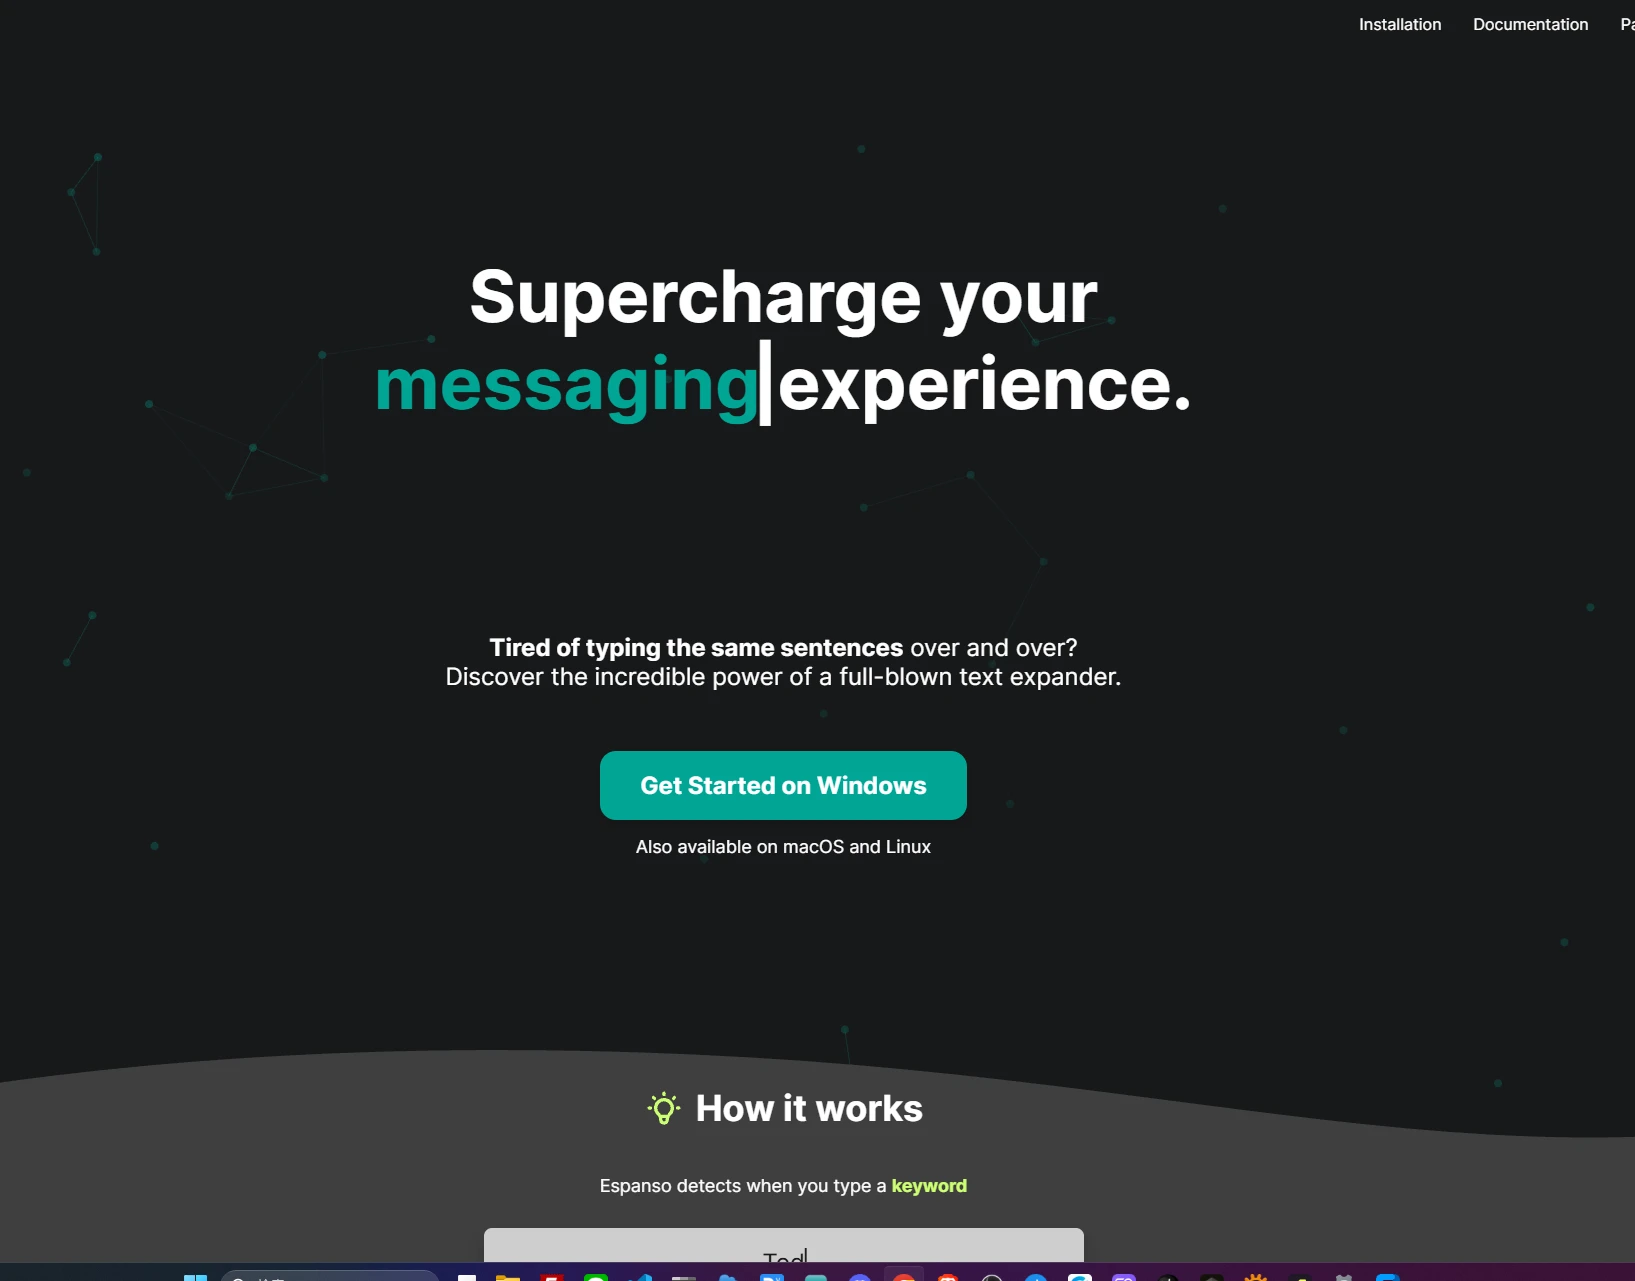 Installation Documentation
Supercharge your
messaging experience.
Tired of typing the same sentences over and over?
Discover the incredible power of a full-blown text expander.
Get Started on Windows
Also available on macOS and Linux
How it works
Espanso detects when you type a keyword